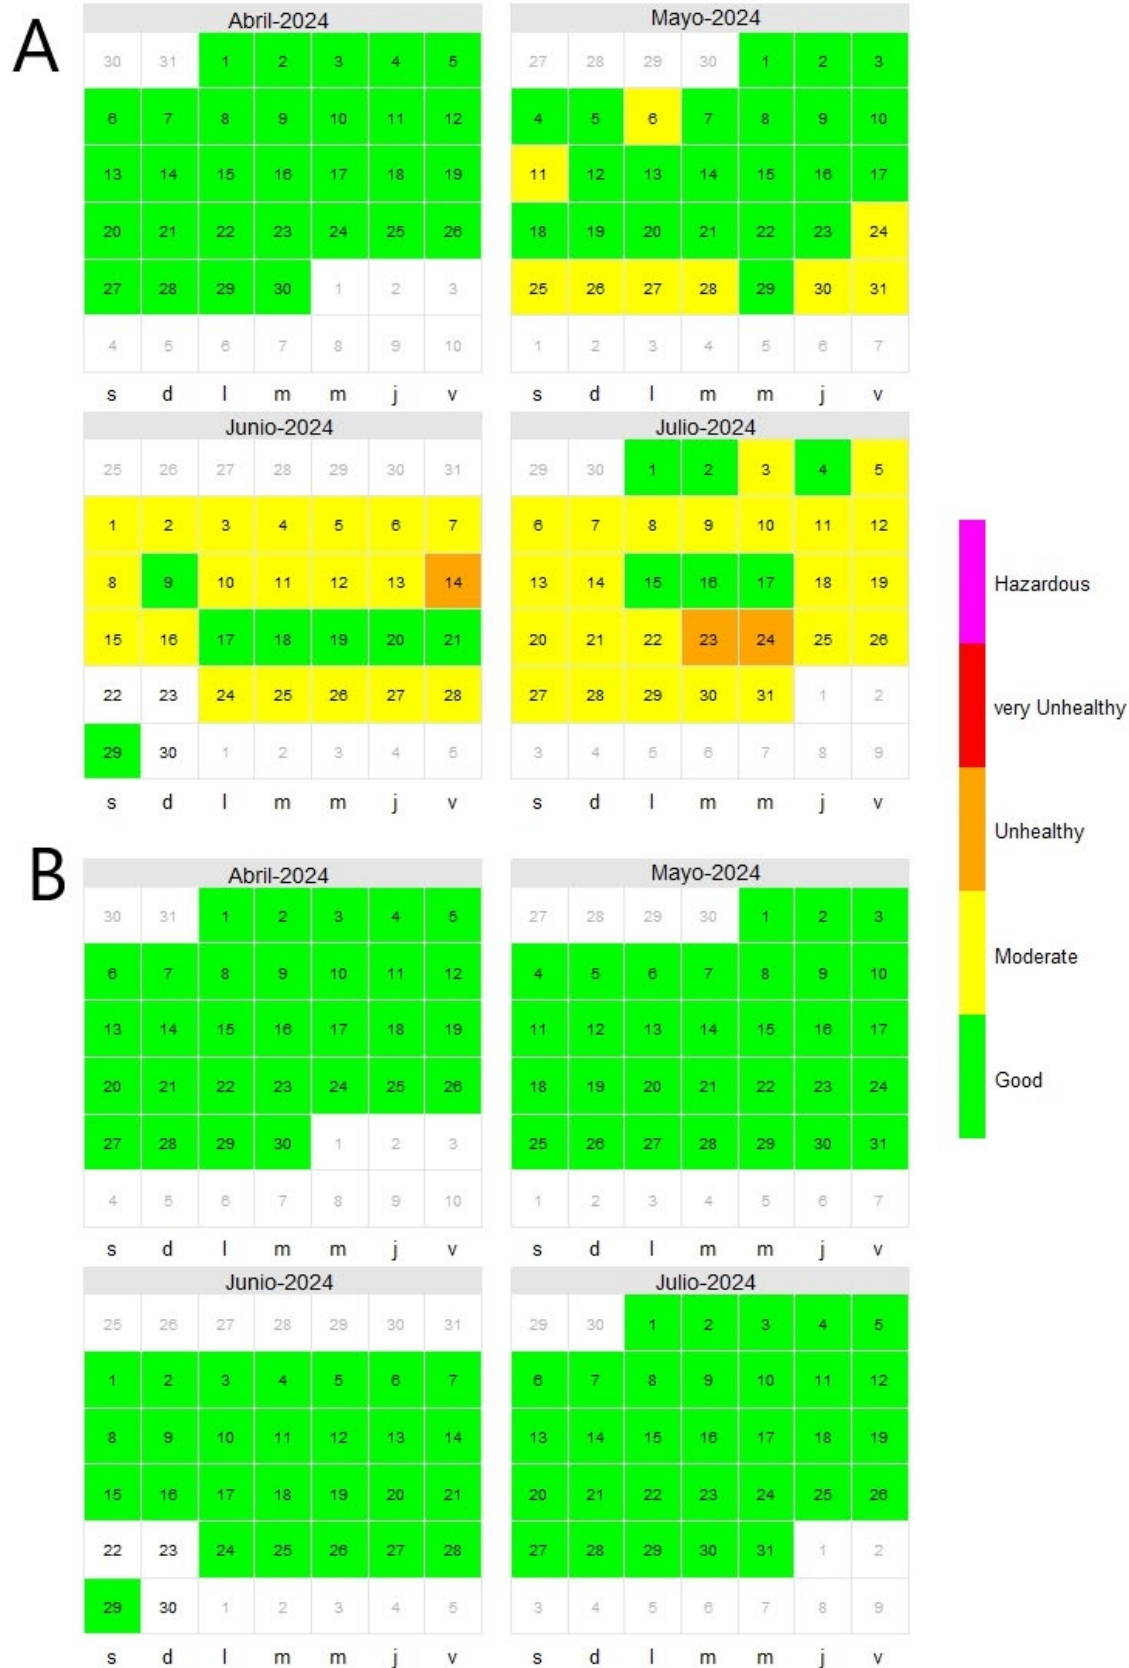 A
Abril-2024 Mayo-2024
30 31 1 2 3 4 5 27 28 29 30 1 2 3
6 7 8 9 10 11 12 4 5 6 7 8 9 10
13 14 15 16 17 18 19 11 12 13 14 15 16 17
20 21 22 23 24 25 26 18 19 20 21 22 23 24
27 28 29 30 1 2 3 25 26 27 28 29 30 31
4 5 6 7 8 9 10 1 2 3 4 5 6 7
s d l m m j v s d l m m j v
Junio-2024 Julio-2024
25 26 27 28 29 30 31 29 30 1 2 3 4 5
1 2 3 4 5 6 7 6 7 8 9 10 11 12
8 9 10 11 12 13 14 13 14 15 16 17 18 19
15 16 17 18 19 20 21 20 21 22 23 24 25 26
22 23 24 25 26 27 28 27 28 29 30 31 1 2
29 30 1 2 3 4 5 3 4 5 6 7 8 9
s d l m m j v s d l m m j v
B
Abril-2024 Mayo-2024
30 31 1 2 3 4 5 27 28 29 30 1 2 3
6 7 8 9 10 11 12 4 5 6 7 8 9 10
13 14 15 16 17 18 19 11 12 13 14 15 16 17
20 21 22 23 24 25 26 18 19 20 21 22 23 24
27 28 29 30 1 2 3 25 26 27 28 29 30 31
4 5 6 7 8 9 10 1 2 3 4 5 6 7
s d l m m j v s d l m m j v
Junio-2024 Julio-2024
25 26 27 28 29 30 31 29 30 1 2 3 4 5
1 2 3 4 5 6 7 6 7 8 9 10 11 12
8 9 10 11 12 13 14 13 14 15 16 17 18 19
15 16 17 18 19 20 21 20 21 22 23 24 25 26
22 23 24 25 26 27 28 27 28 29 30 31 1 2
29 30 1 2 3 4 5 3 4 5 6 7 8 9
s d l m m j v s d l m m j v
Hazardous
very Unhealthy
Unhealthy
Moderate
Good